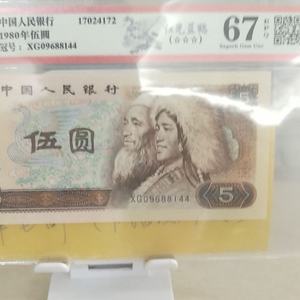 中国人民银行 17024172
1980年伍圆
冠号: XG09688144
(☆☆☆)
67 EPQ
Superb Gem Unc
中国人民银行
伍圆
XG09688144
5